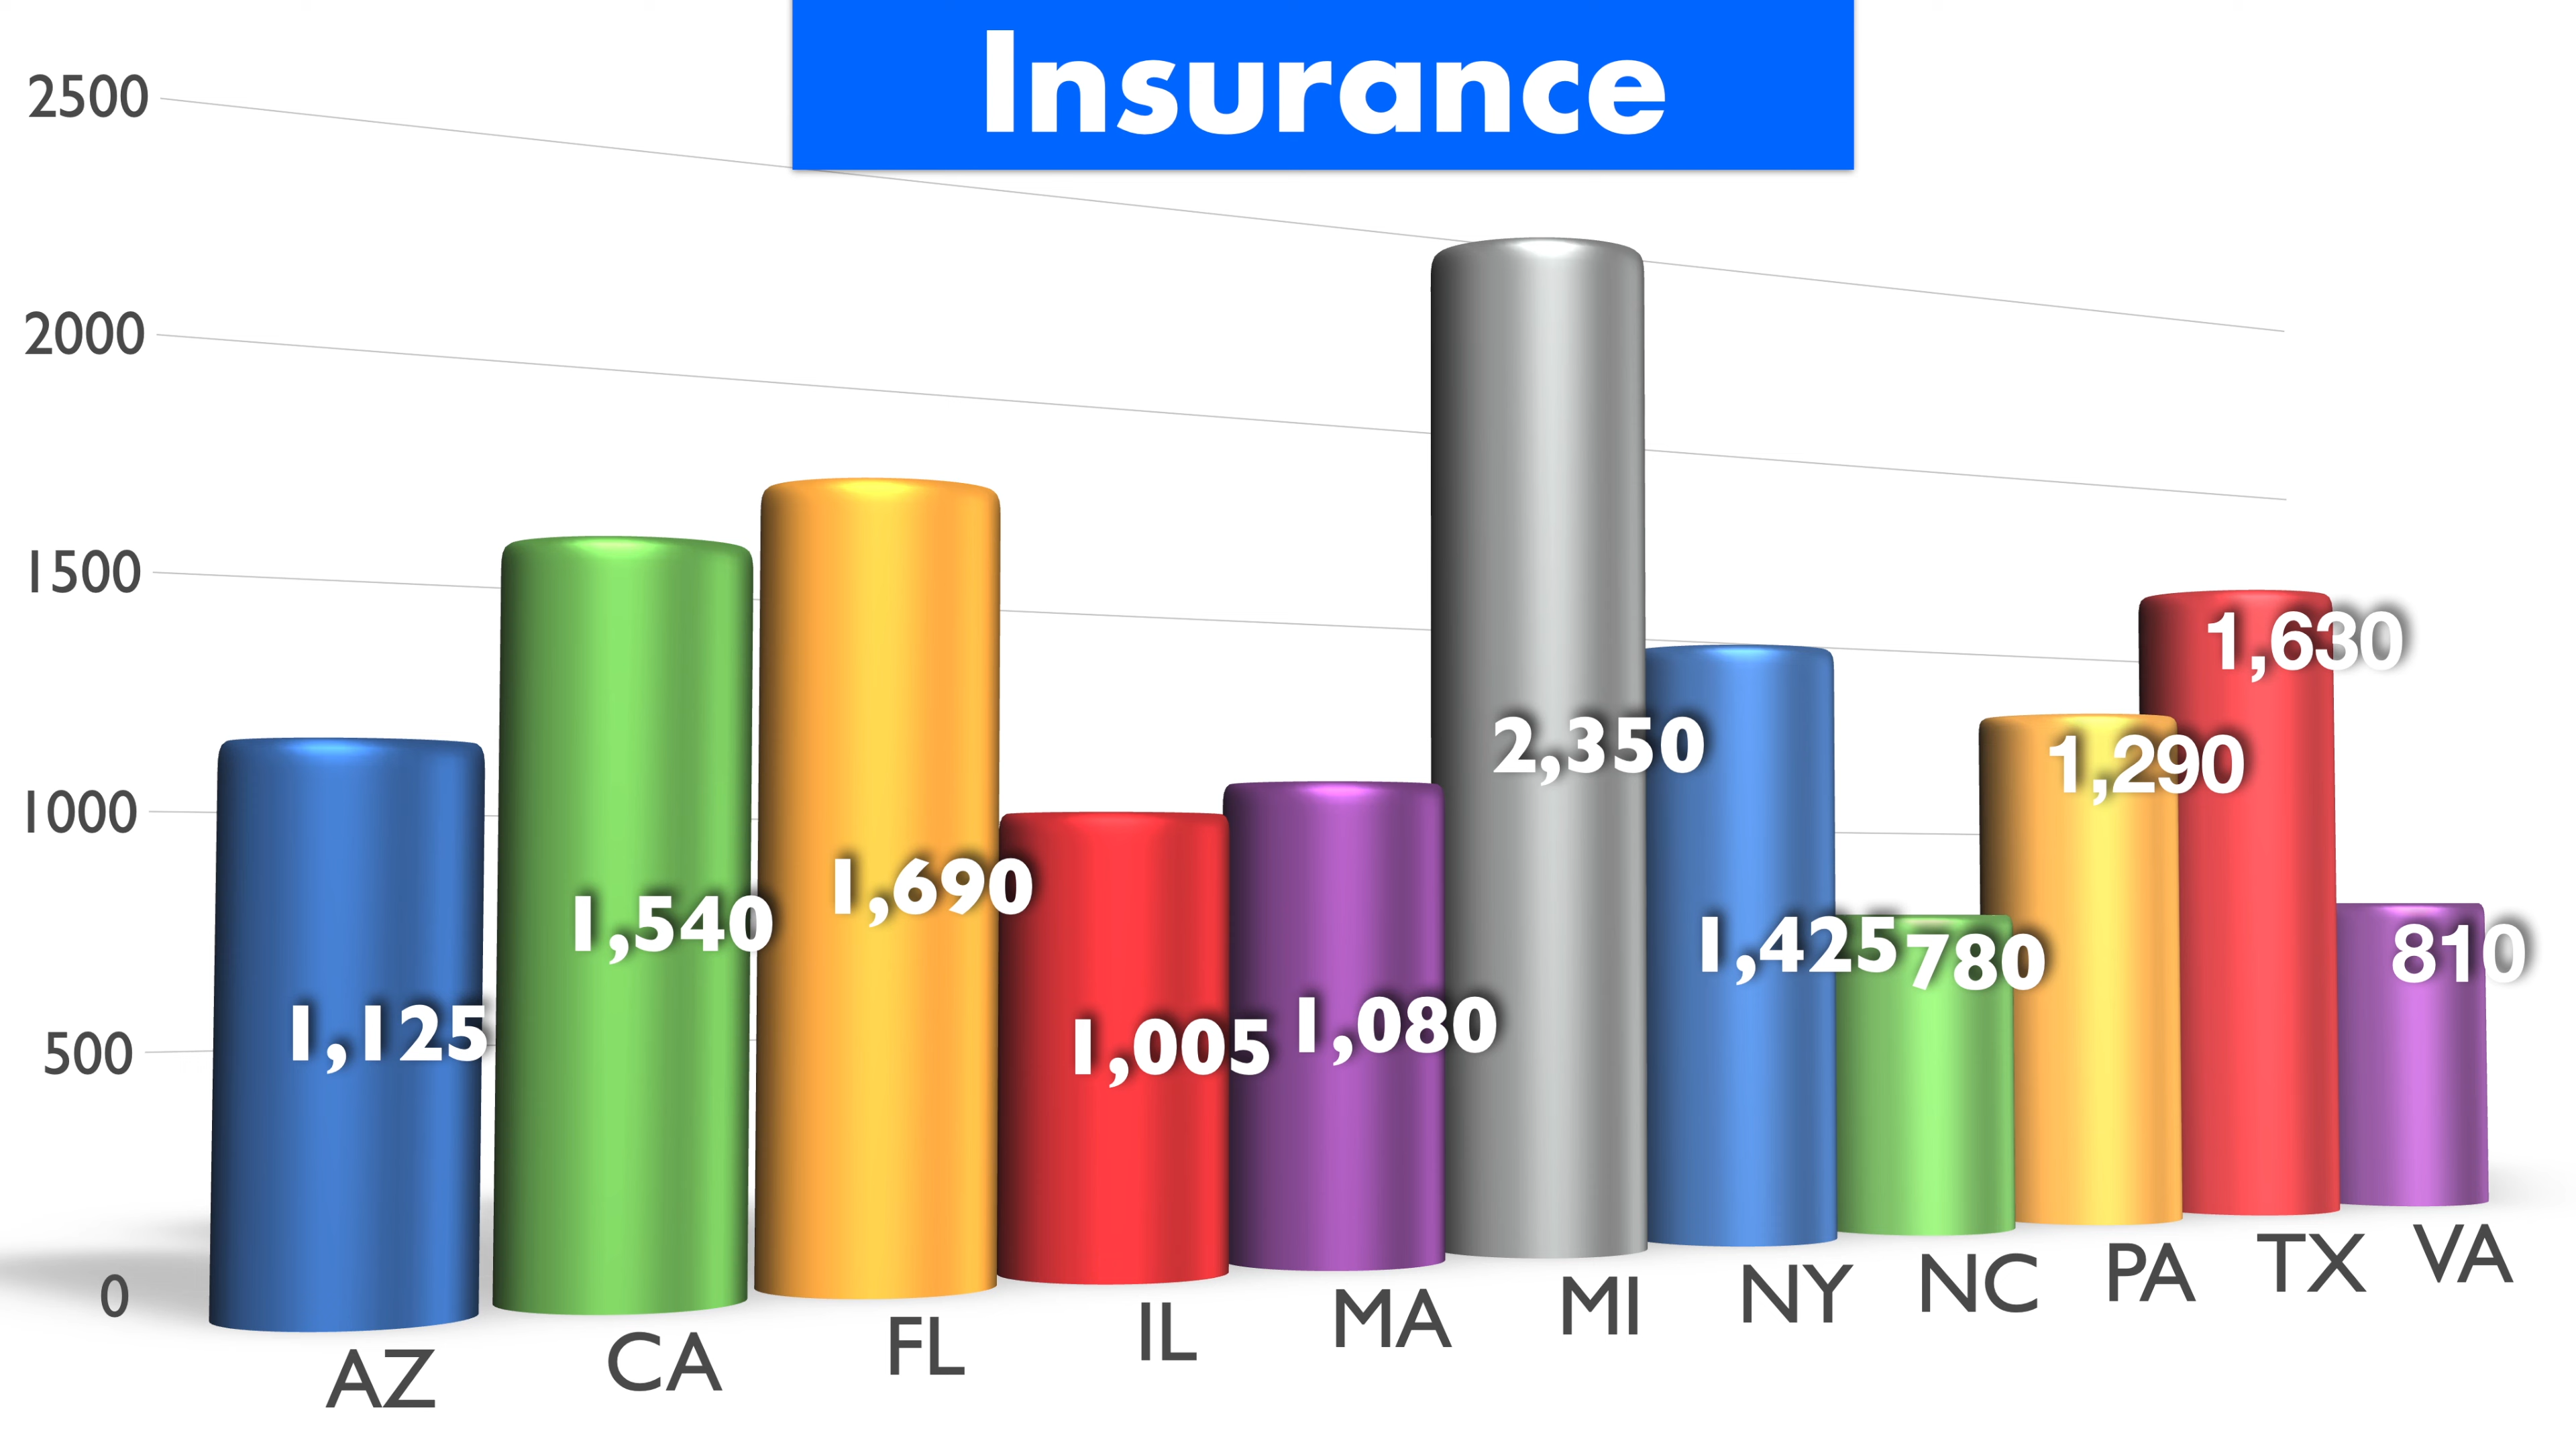 Insurance
2500
2000
1500
1000
500
0
1,125
1,540
1,690
1,005
1,080
2,350
1,425
780
1,290
1,630
810
AZ
CA
FL
IL
MA
MI
NY
NC
PA
TX
VA